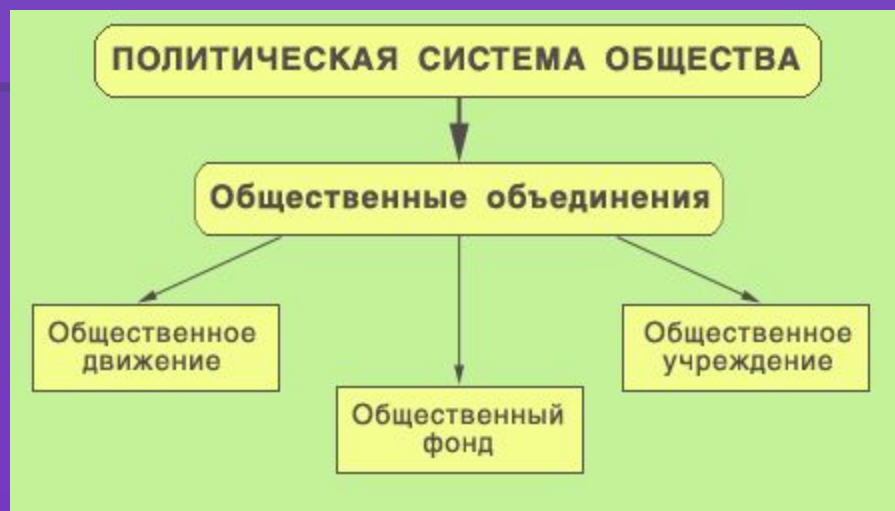 ПОЛИТИЧЕСКАЯ СИСТЕМА ОБЩЕСТВА
Общественные объединения
Общественное
движение
Общественный
фонд
Общественное
учреждение